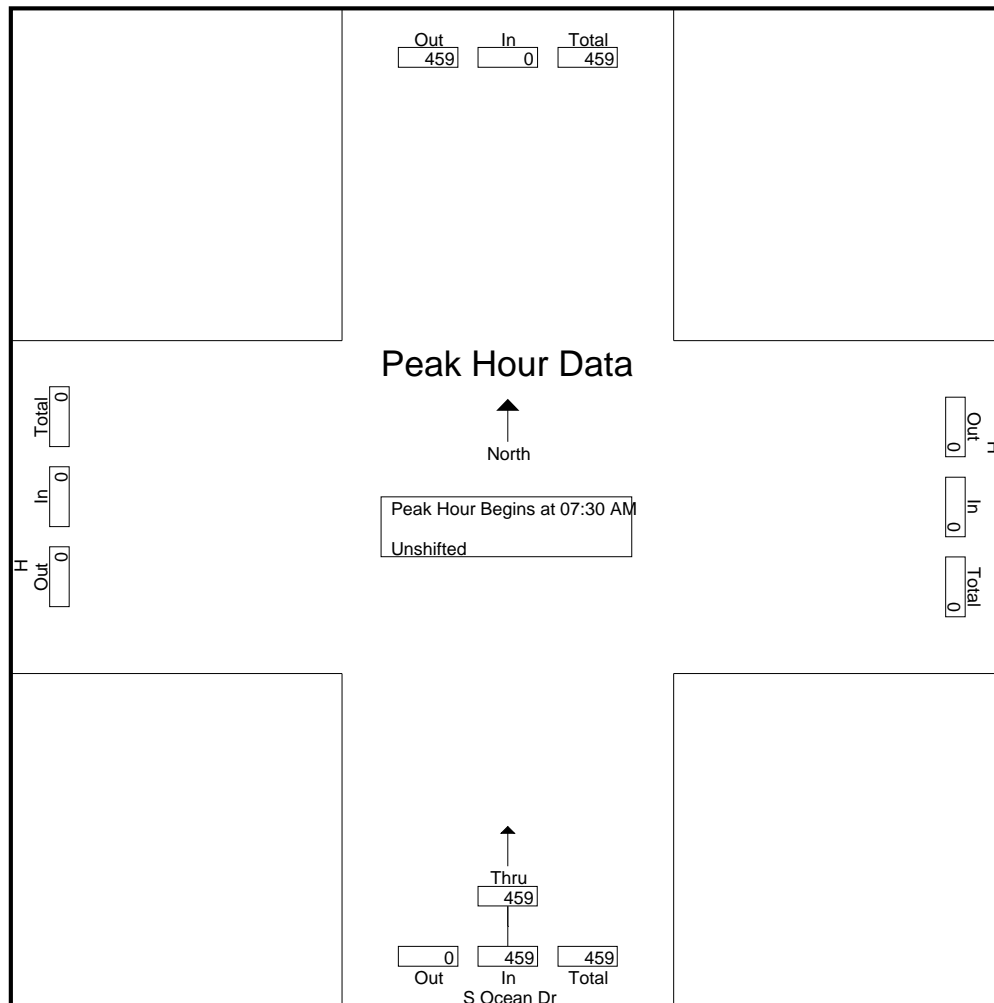 Out In Total
459 0 459
Peak Hour Data
North
Peak Hour Begins at 07:30 AM
Unshifted
Total 0
In 0
Out 0
H
Out 0
In 0
Total 0
Thru
459
0 459 459
Out In Total
S Ocean Dr